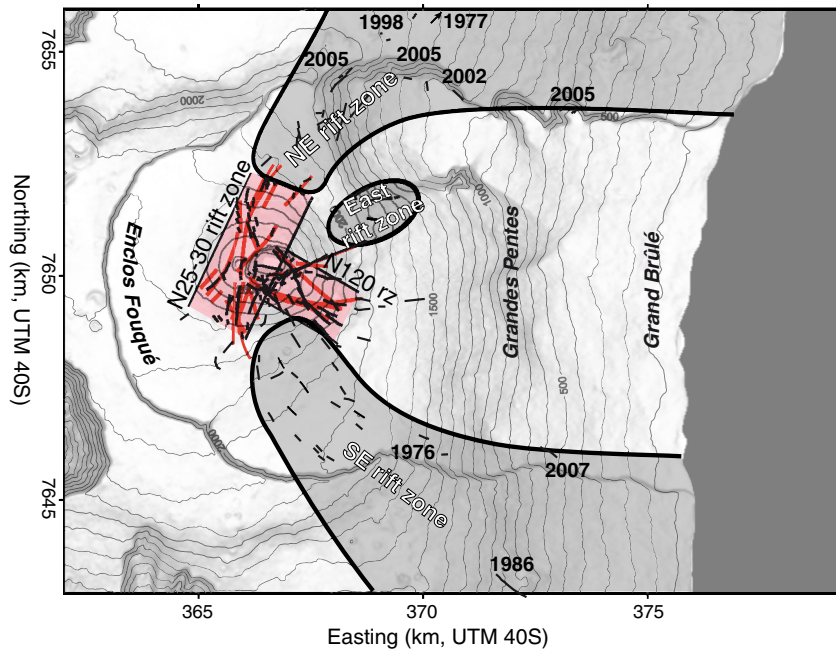 1998
1977
2005
2005
2002
2005
7655
2000
500
NE rift zone
1000
East
rift zone
N25-30 rift zone
Enclos Fouqué
N120 rz
Grandes Pentes
Grand Brûlé
7650
1500
Northing (km, UTM 40S)
500
2000
1976
2007
SE rift zone
7645
1986
365
370
375
Easting (km, UTM 40S)